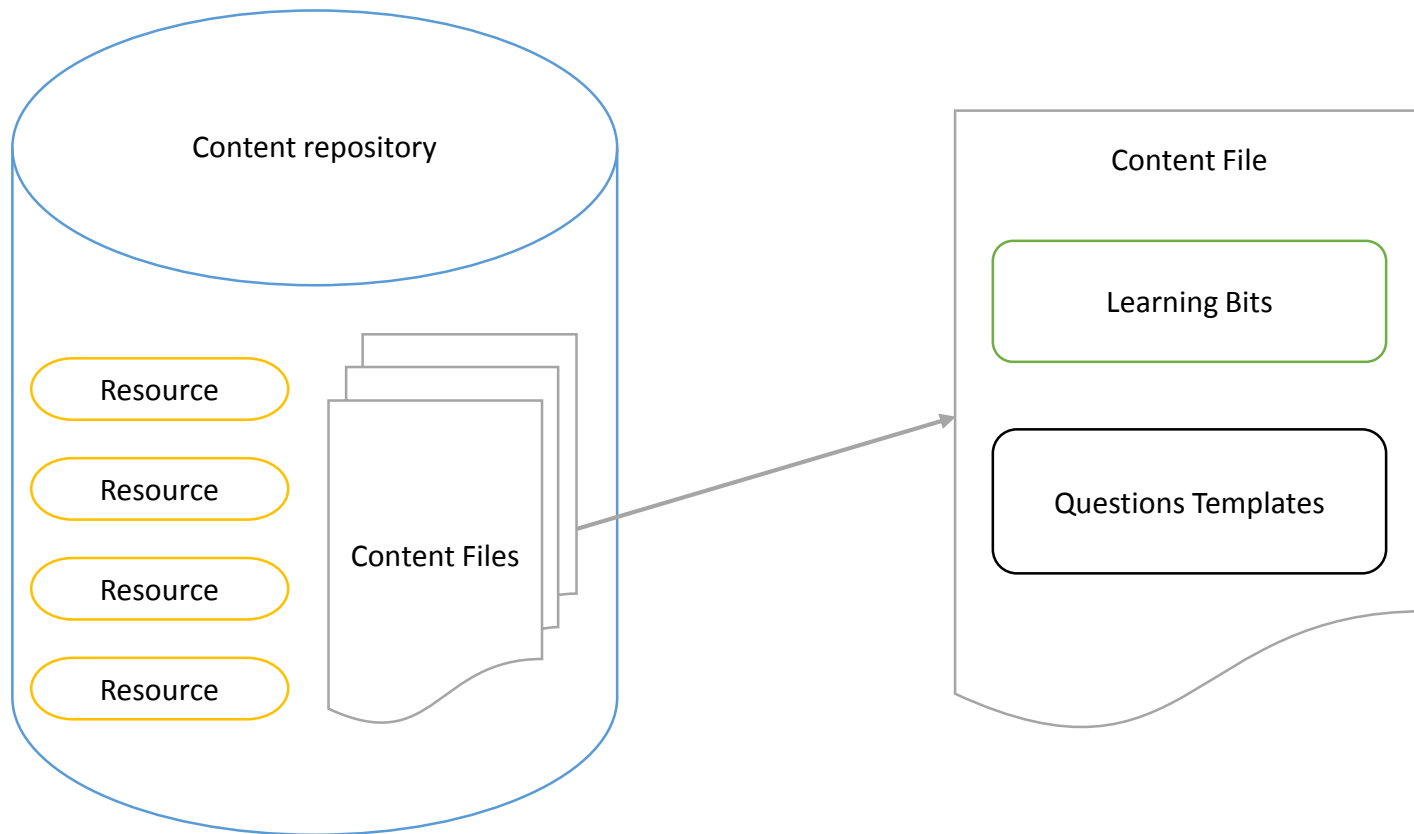 Content repository
Resource
Resource
Resource
Resource
Content Files
Content File
Learning Bits
Questions Templates